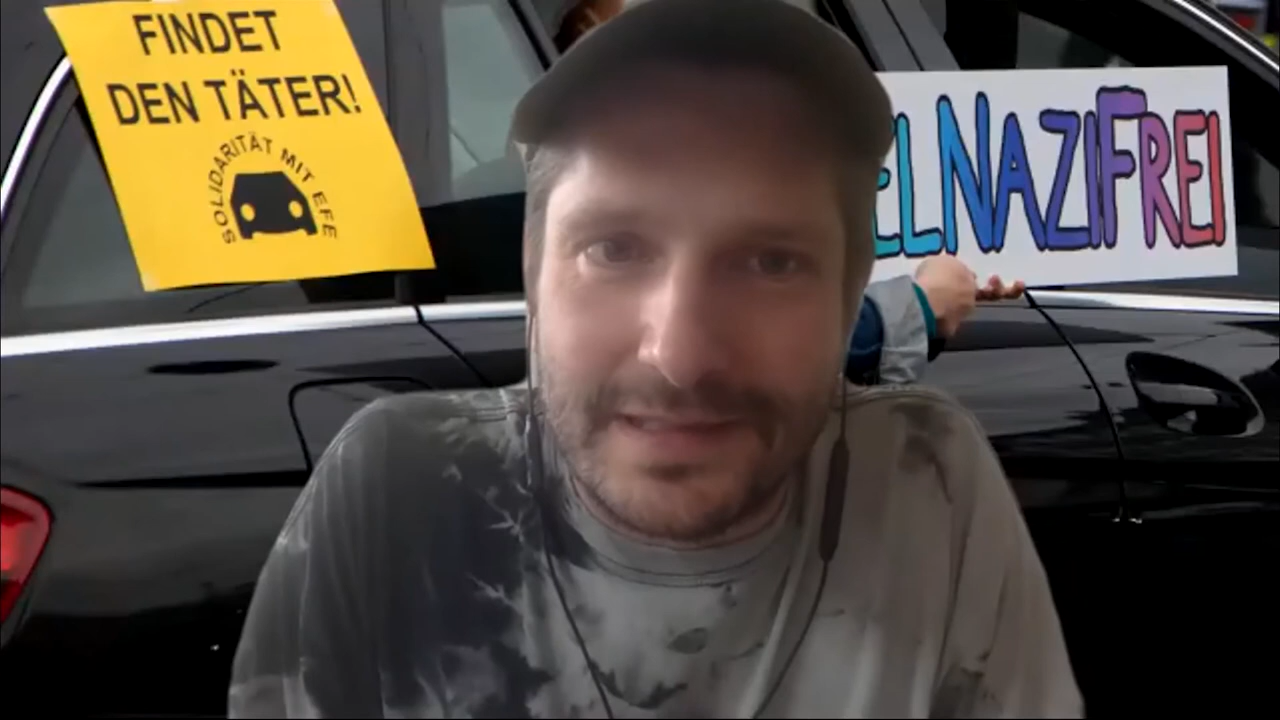 FINDET
DEN TÄTER!
SOLIDARITÄT MIT EFE
ELNAZIFREI